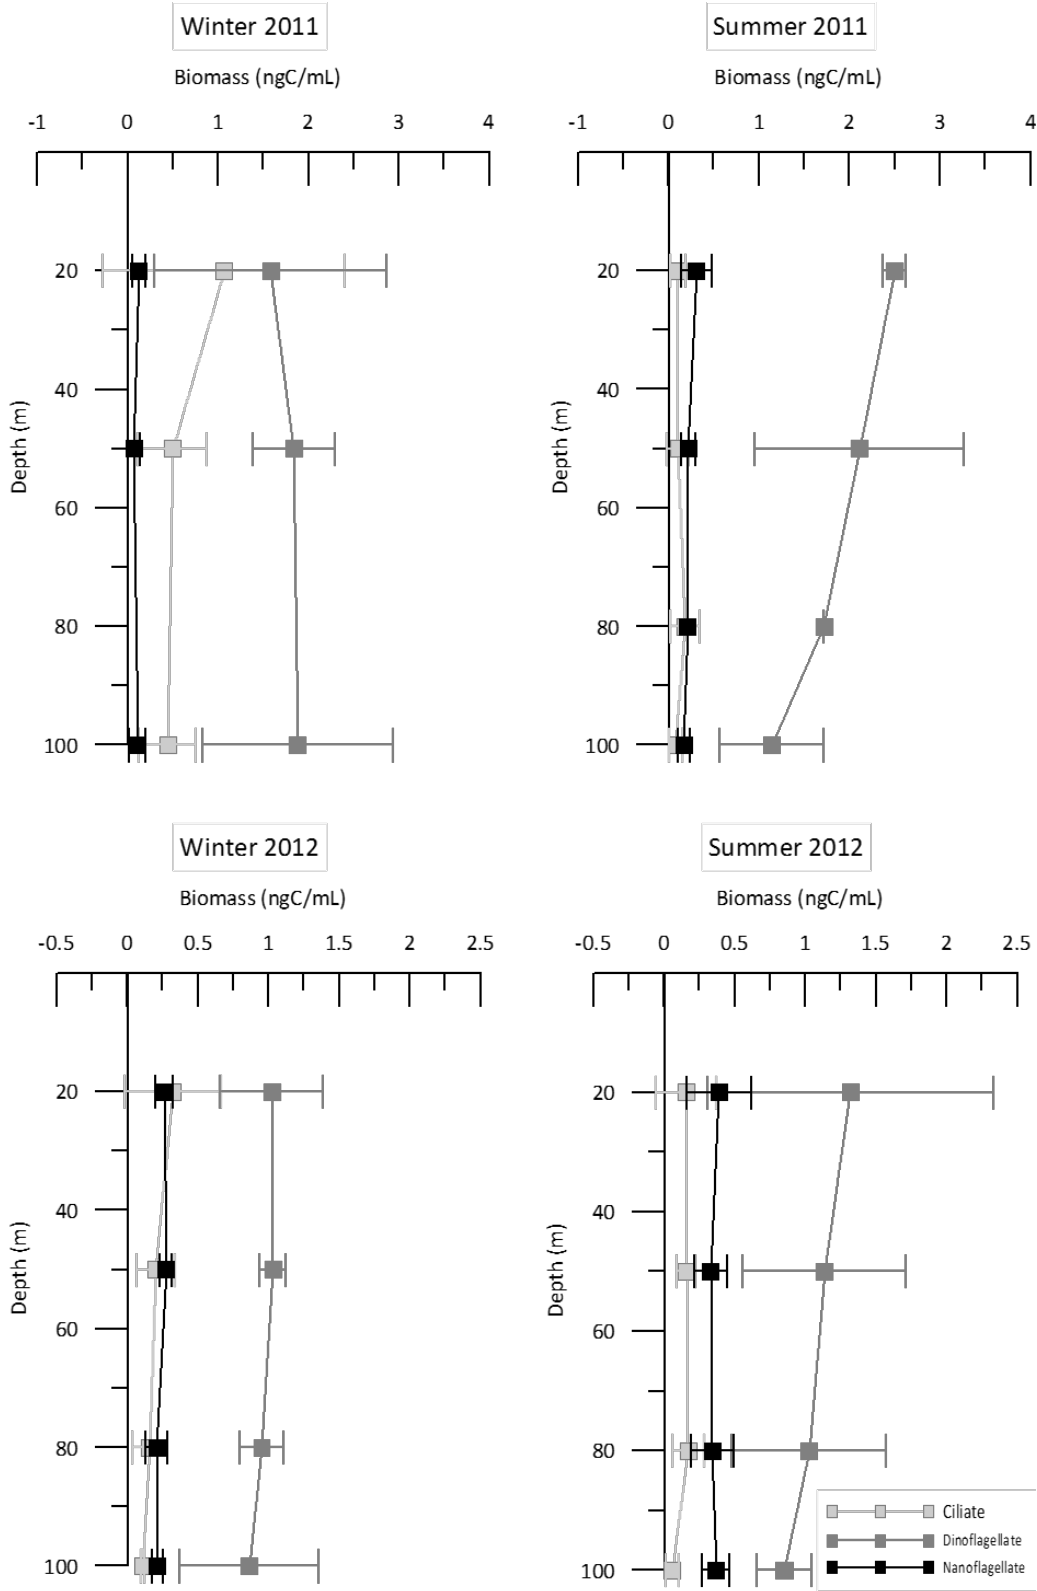 Winter 2011
Biomass (ngC/mL)
-1 0 1 2 3 4
20
40
60
80
100
Depth (m)
Summer 2011
Biomass (ngC/mL)
-1 0 1 2 3 4
20
40
60
80
100
Depth (m)
Winter 2012
Biomass (ngC/mL)
-0.5 0 0.5 1 1.5 2 2.5
20
40
60
80
100
Depth (m)
Summer 2012
Biomass (ngC/mL)
-0.5 0 0.5 1 1.5 2 2.5
20
40
60
80
100
Depth (m)
Ciliate
Dinoflagellate
Nanoflagellate